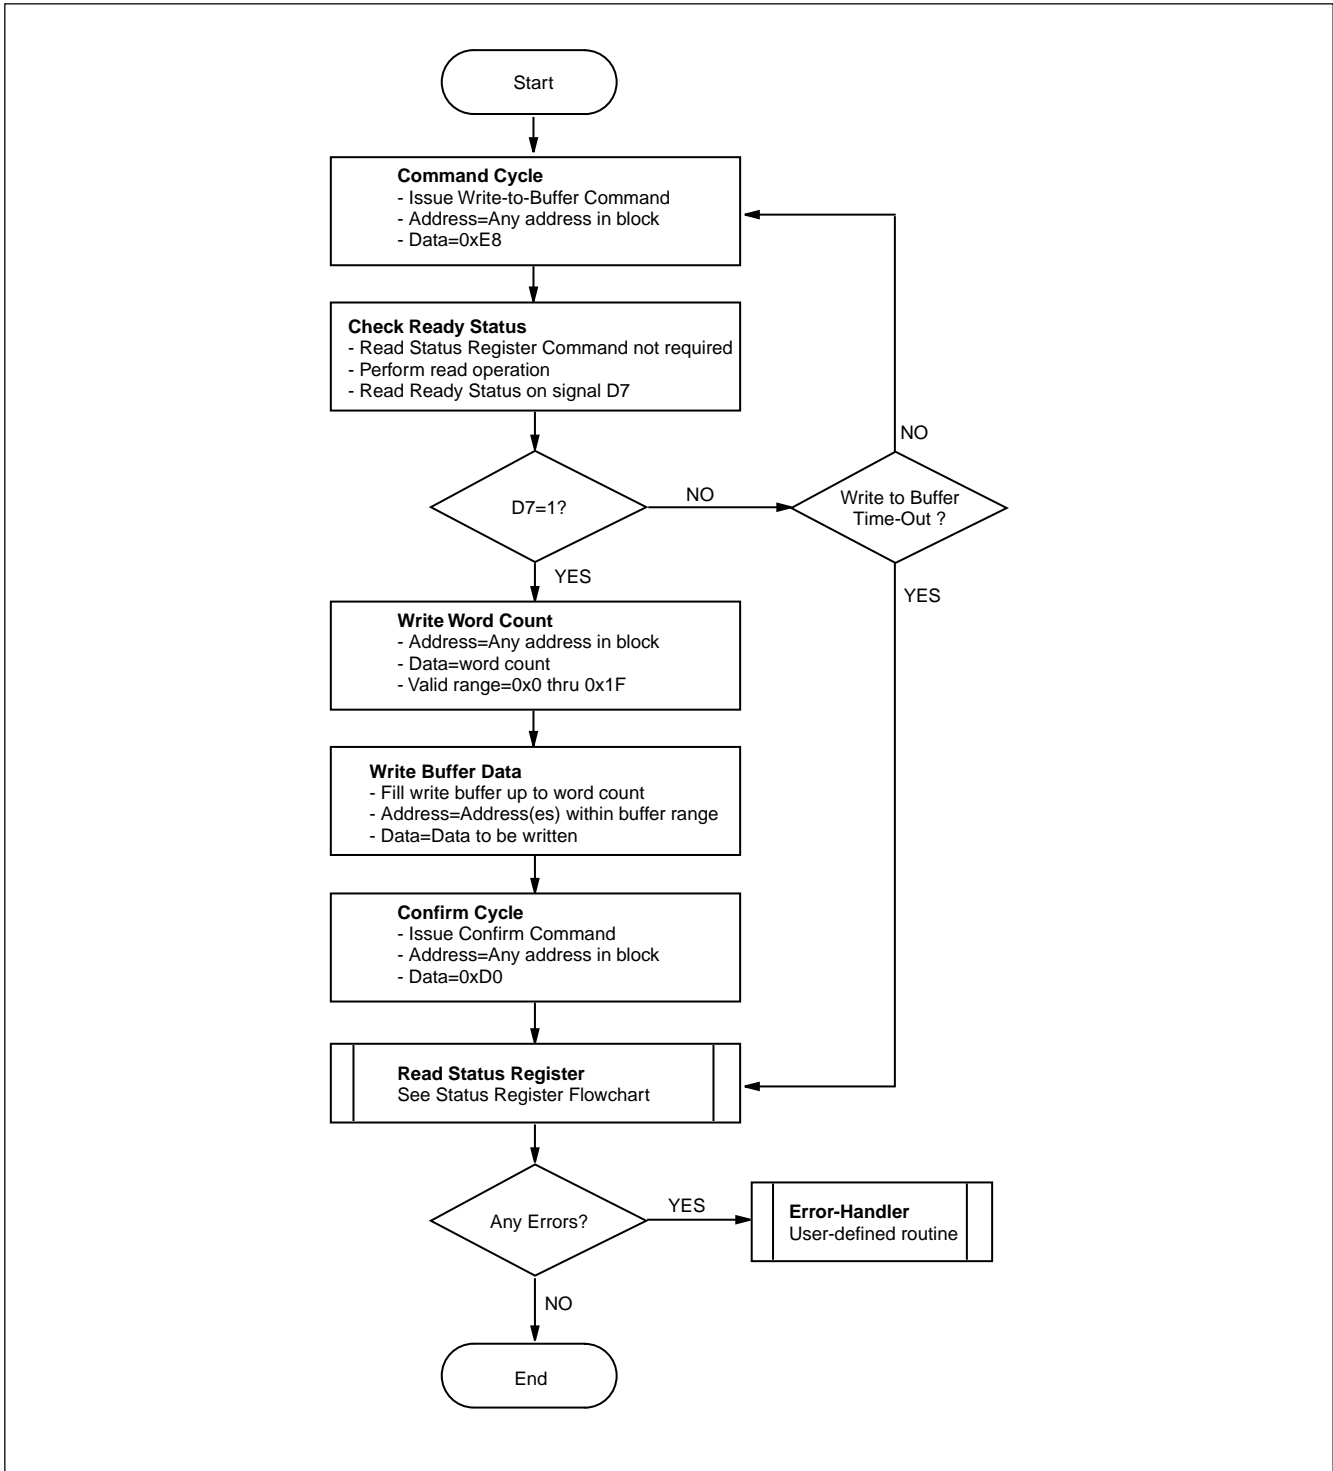 Start
Command Cycle
- Issue Write-to-Buffer Command
- Address=Any address in block
- Data=0xE8
Check Ready Status
- Read Status Register Command not required
- Perform read operation
- Read Ready Status on signal D7
NO
D7=1?
NO
Write to Buffer
Time-Out ?
YES
YES
Write Word Count
- Address=Any address in block
- Data=word count
- Valid range=0x0 thru 0x1F
Write Buffer Data
- Fill write buffer up to word count
- Address=Address(es) within buffer range
- Data=Data to be written
Confirm Cycle
- Issue Confirm Command
- Address=Any address in block
- Data=0xD0
Read Status Register
See Status Register Flowchart
Any Errors?
YES
Error-Handler
User-defined routine
NO
End